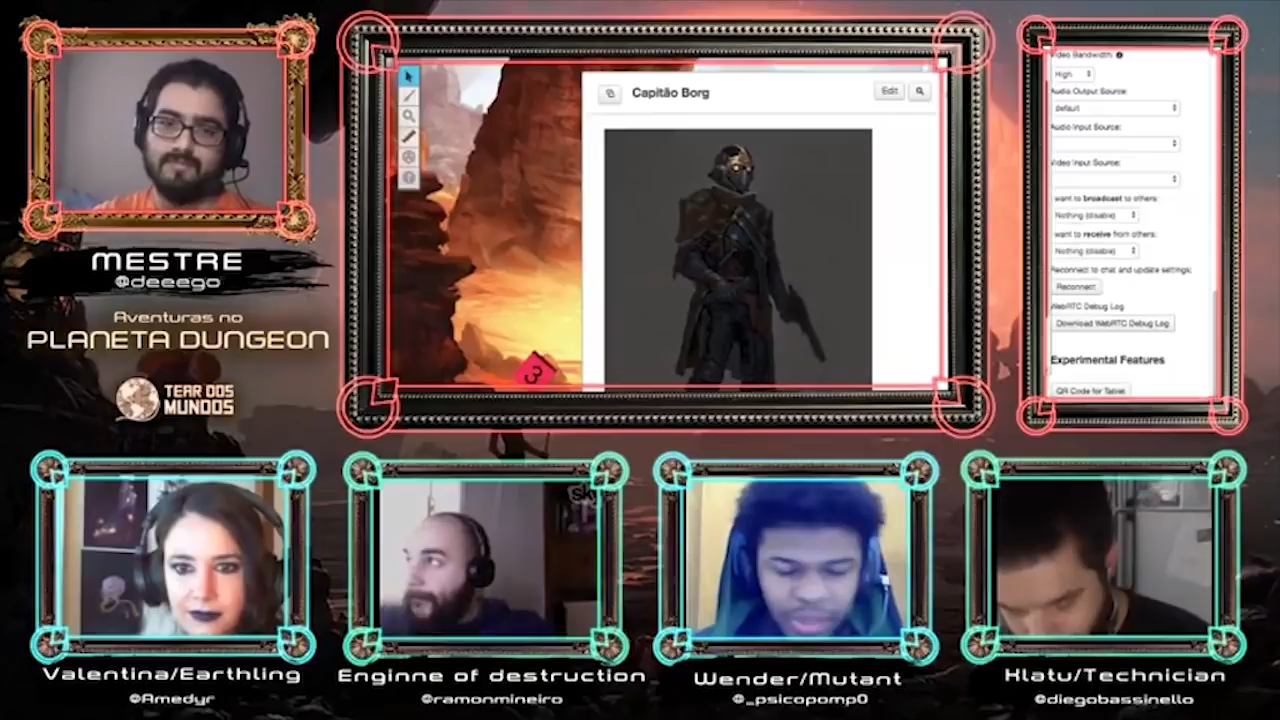 MESTRE
@deeego
Aventuras no
PLANETA DUNGEON
TEAR DOS
MUNDOS
Capitão Borg
Edit
3
Video Bandwidth:
High
Audio Output Source:
default
Audio Input Source:
Video Input Source:
want to broadcast to others:
Nothing (disable)
want to receive from others:
Nothing (disable)
Reconnect to chat and update settings:
Reconnect
WebRTC Debug Log
Download WebRTC Debug Log
Experimental Features
QR Code for Tablet
sk
Valentina/Earthling
@Amedyr
Enginne of destruction
@ramonmineiro
Wender/Mutant
@_psicopomp0
Klatu/Technician
@diegobassinello